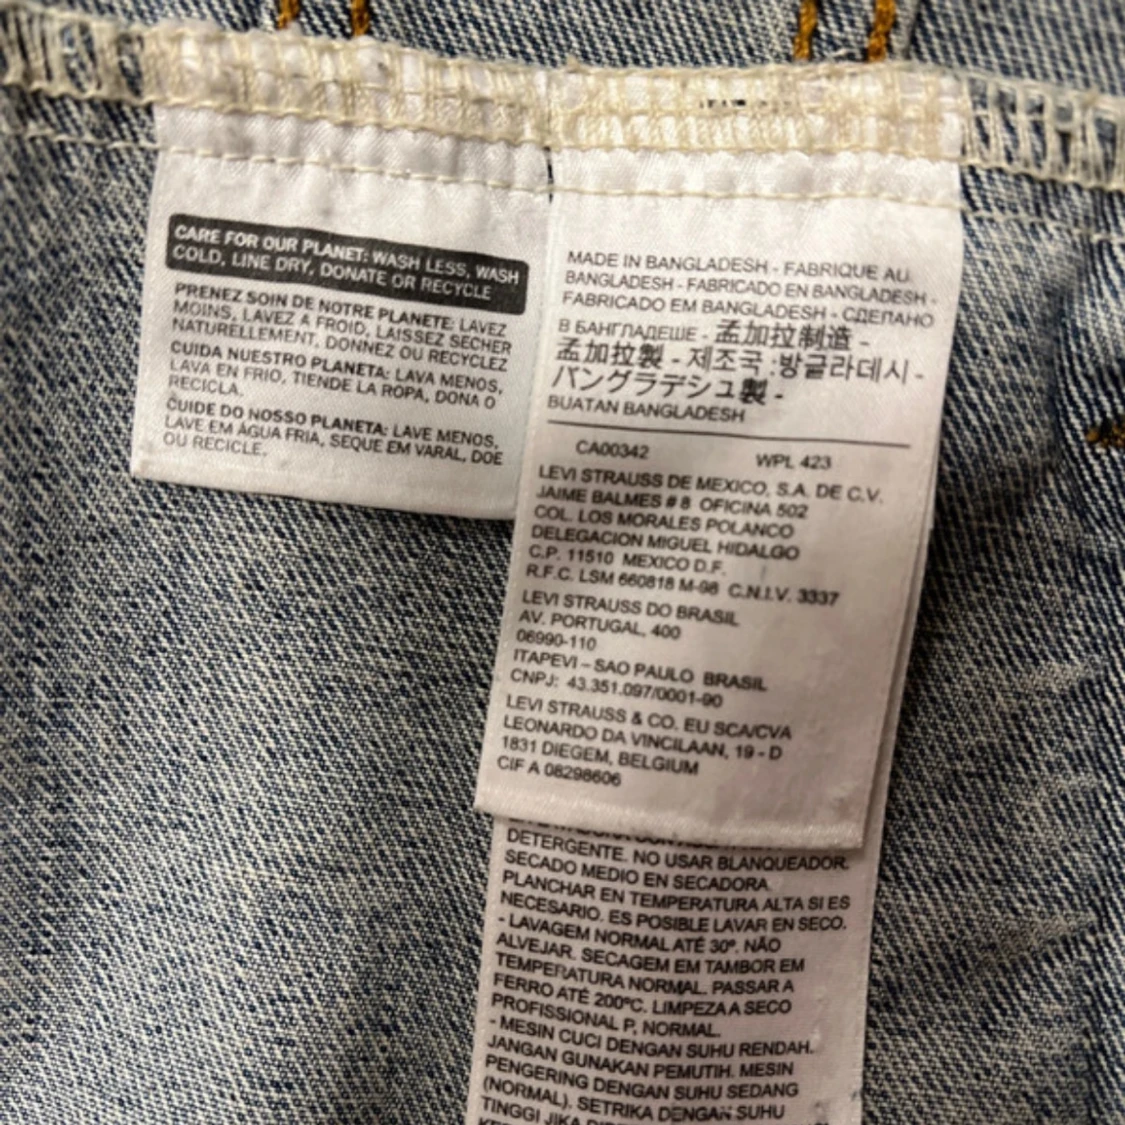 CARE FOR OUR PLANET: WASH LESS, WASH
COLD, LINE DRY, DONATE OR RECYCLE
PRENEZ SOIN DE NOTRE PLANETE: LAVEZ
MOINS, LAVEZ A FROID, LAISSEZ SECHER
NATURELLEMENT, DONNEZ OU RECYCLEZ
CUIDA NUESTRO PLANETA: LAVA MENOS,
LAVA EN FRIO, TIENDE LA ROPA, DONA O
RECICLA.
CUIDE DO NOSSO PLANETA: LAVE MENOS,
LAVE EM ÁGUA FRIA, SEQUE EM VARAL, DOE
OU RECICLE.
MADE IN BANGLADESH - FABRIQUE AU
BANGLADESH - FABRICADO EN BANGLADESH -
FABRICADO EM BANGLADESH - СДЕЛАНО
В БАНГЛАДЕШЕ - 孟加拉制造 -
孟加拉製 - 제조국 :방글라데시 -
バングラデシュ製 -
BUATAN BANGLADESH
CA00342 WPL 423
LEVI STRAUSS DE MEXICO, S.A. DE C.V.
JAIME BALMES # 8 OFICINA 502
COL. LOS MORALES POLANCO
DELEGACION MIGUEL HIDALGO
C.P. 11510 MEXICO D.F.
R.F.C. LSM 660818 M-98 C.N.I.V. 3337
LEVI STRAUSS DO BRASIL
AV. PORTUGAL, 400
06990-110
ITAPEVI – SAO PAULO BRASIL
CNPJ: 43.351.097/0001-90
LEVI STRAUSS & CO. EU SCA/CVA
LEONARDO DA VINCILAAN, 19 - D
1831 DIEGEM, BELGIUM
CIF A 08298606
DETERGENTE. NO USAR BLANQUEADOR.
SECADO MEDIO EN SECADORA.
PLANCHAR EN TEMPERATURA ALTA SI ES
NECESARIO. ES POSIBLE LAVAR EN SECO.
- LAVAGEM NORMAL ATÉ 30º. NÃO
ALVEJAR. SECAGEM EM TAMBOR EM
TEMPERATURA NORMAL. PASSAR A
FERRO ATÉ 200ºC. LIMPEZA A SECO
PROFISSIONAL P, NORMAL.
- MESIN CUCI DENGAN SUHU RENDAH.
JANGAN GUNAKAN PEMUTIH. MESIN
PENGERING DENGAN SUHU SEDANG
(NORMAL). SETRIKA DENGAN SUHU
TINGGI JIKA